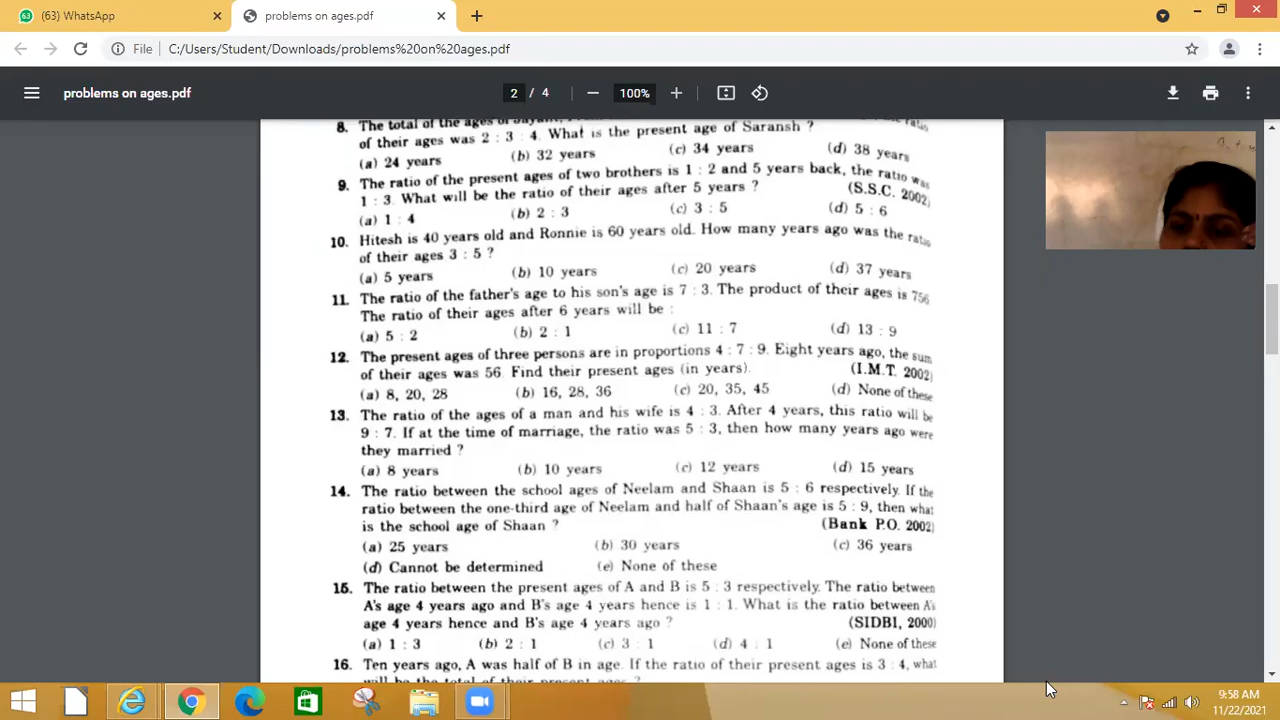 (63) WhatsApp
problems on ages.pdf
File C:/Users/Student/Downloads/problems%20on%20ages.pdf
problems on ages.pdf
2 / 4
100%
8. The total of the ages of
of their ages was 2 : 3 : 4. What is the present age of Saransh ?
(a) 24 years (b) 32 years (c) 34 years (d) 38 years
9. The ratio of the present ages of two brothers is 1 : 2 and 5 years back, the ratio was
1 : 3. What will be the ratio of their ages after 5 years ? (S.S.C. 2002)
(a) 1 : 4 (b) 2 : 3 (c) 3 : 5 (d) 5 : 6
10. Hitesh is 40 years old and Ronnie is 60 years old. How many years ago was the ratio
of their ages 3 : 5 ?
(a) 5 years (b) 10 years (c) 20 years (d) 37 years
11. The ratio of the father's age to his son's age is 7 : 3. The product of their ages is 756
The ratio of their ages after 6 years will be :
(a) 5 : 2 (b) 2 : 1 (c) 11 : 7 (d) 13 : 9
12. The present ages of three persons are in proportions 4 : 7 : 9. Eight years ago, the sum
of their ages was 56. Find their present ages (in years). (I.M.T. 2002)
(a) 8, 20, 28 (b) 16, 28, 36 (c) 20, 35, 45 (d) None of these
13. The ratio of the ages of a man and his wife is 4 : 3. After 4 years, this ratio will be
9 : 7. If at the time of marriage, the ratio was 5 : 3, then how many years ago were
they married ?
(a) 8 years (b) 10 years (c) 12 years (d) 15 years
14. The ratio between the school ages of Neelam and Shaan is 5 : 6 respectively. If the
ratio between the one-third age of Neelam and half of Shaan's age is 5 : 9, then what
is the school age of Shaan ? (Bank P.O. 2002)
(a) 25 years (b) 30 years (c) 36 years
(d) Cannot be determined (e) None of these
15. The ratio between the present ages of A and B is 5 : 3 respectively. The ratio between
A's age 4 years ago and B's age 4 years hence is 1 : 1. What is the ratio between A's
age 4 years hence and B's age 4 years ago ? (SIDBI, 2000)
(a) 1 : 3 (b) 2 : 1 (c) 3 : 1 (d) 4 : 1 (e) None of these
16. Ten years ago, A was half of B in age. If the ratio of their present ages is 3 : 4, what
will be the total of their present ages ?
9:58 AM
11/22/2021